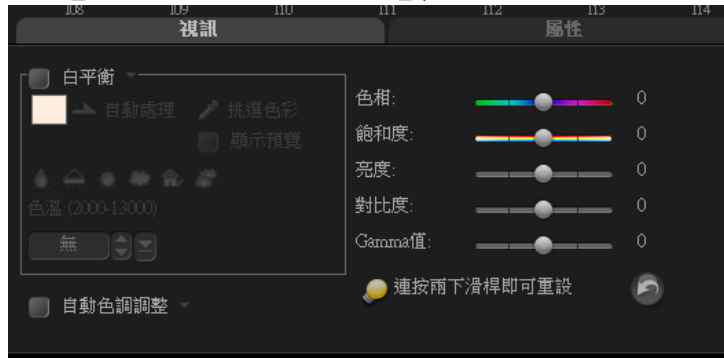 108 109 110 111 112 113 114
視訊 屬性
白平衡
自動處理 挑選色彩
顯示預覽
色溫:(2000-13000)
無
自動色調調整
色相: 0
飽和度: 0
亮度: 0
對比度: 0
Gamma值: 0
連按兩下滑桿即可重設